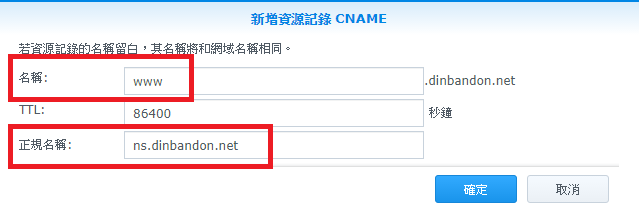 新增資源記錄 CNAME
若資源記錄的名稱留白，其名稱將和網域名稱相同。
名稱: www .dinbandon.net
TTL: 86400 秒鐘
正規名稱: ns.dinbandon.net
確定 取消